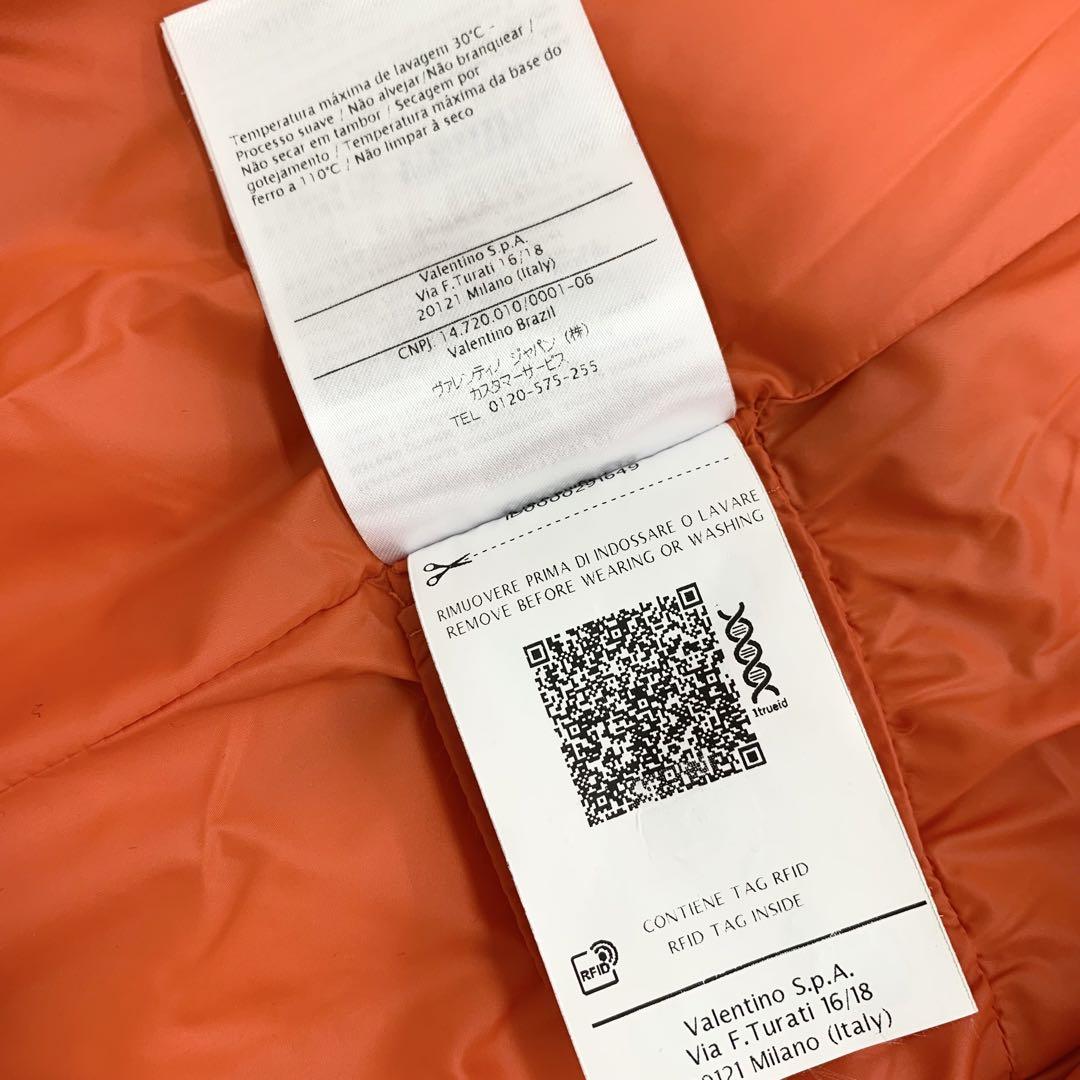 Temperatura máxima de lavagem 30°C -
Processo suave / Não alvejar/Não branquear /
Não secar em tambor / Secagem por
gotejamento / Temperatura máxima da base do
ferro a 110°C / Não limpar à seco
Valentino S.p.A.
Via F.Turati 16/18
20121 Milano (Italy)
CNPJ. 14.720.010/0001-06
Valentino Brazil
ヴァレンティノ ジャパン (株)
カスタマーサービス
TEL 0120-575-255
RIMUOVERE PRIMA DI INDOSSARE O LAVARE
REMOVE BEFORE WEARING OR WASHING
1trueid
CONTIENE TAG RFID
RFID TAG INSIDE
RFID
Valentino S.p.A.
Via F.Turati 16/18
20121 Milano (Italy)